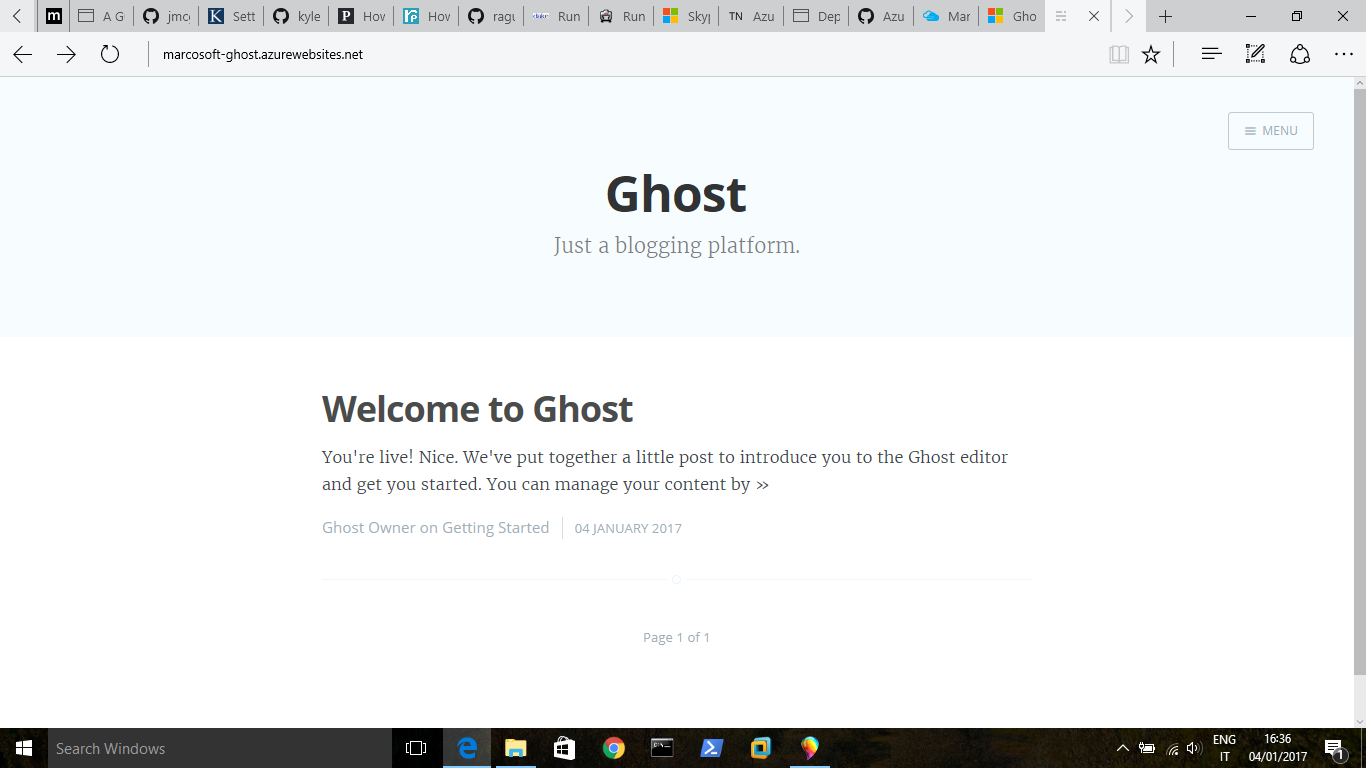 m
A G
jmc
Sett
kyle
P
Hov
rp
Hov
ragu
Run
Run
Skyp
TN
Azu
Dep
Azu
Mar
Gho
marcosoft-ghost.azurewebsites.net
MENU
Ghost
Just a blogging platform.
Welcome to Ghost
You're live! Nice. We've put together a little post to introduce you to the Ghost editor
and get you started. You can manage your content by »
Ghost Owner on Getting Started
04 JANUARY 2017
Page 1 of 1
Search Windows
ENG
IT
16:36
04/01/2017
1